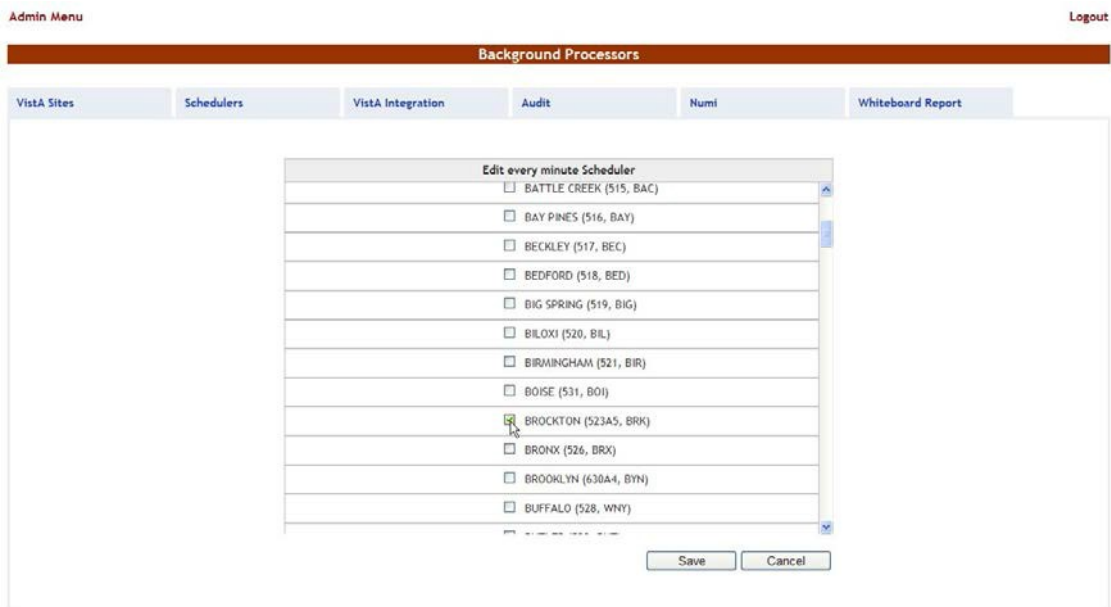 Admin Menu Logout
Background Processors
VistA Sites Schedulers VistA Integration Audit Numi Whiteboard Report
Edit every minute Scheduler
BATTLE CREEK (515, BAC)
BAY PINES (516, BAY)
BECKLEY (517, BEC)
BEDFORD (518, BED)
BIG SPRING (519, BIG)
BILOXI (520, BIL)
BIRMINGHAM (521, BIR)
BOISE (531, BOI)
BROCKTON (523A5, BRK)
BRONX (526, BRX)
BROOKLYN (630A4, BYN)
BUFFALO (528, WNY)
Save Cancel